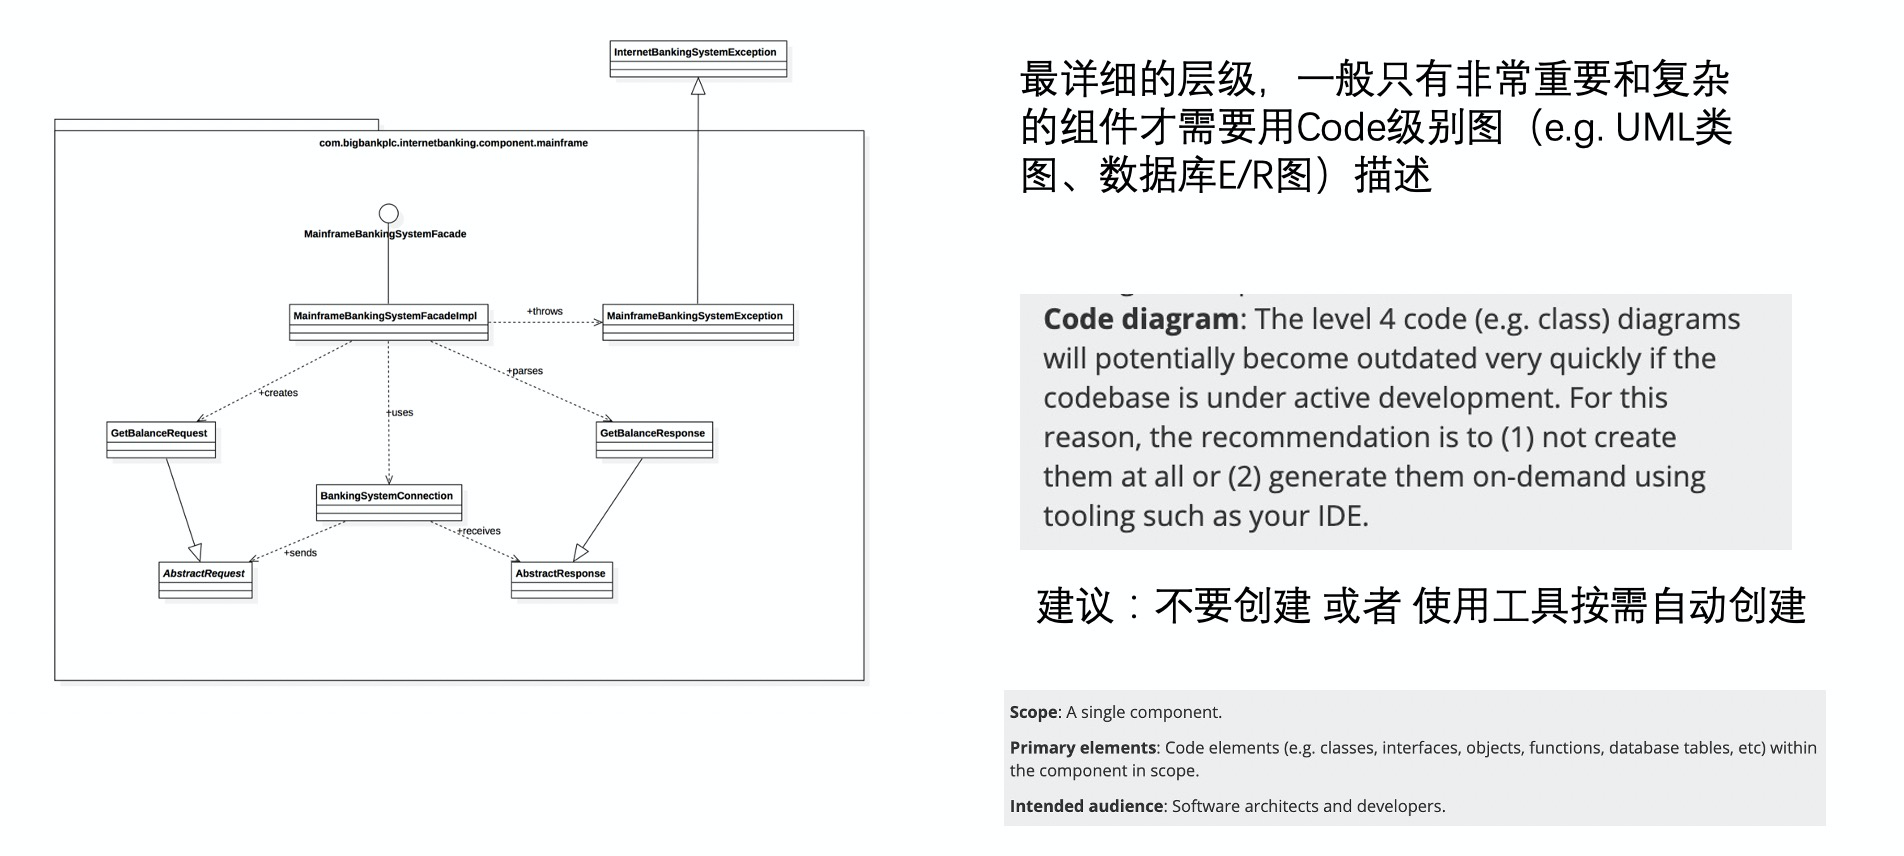 InternetBankingSystemException
com.bigbankplc.internetbanking.component.mainframe
MainframeBankingSystemFacade
MainframeBankingSystemFacadeImpl
+throws
MainframeBankingSystemException
+creates
+uses
+parses
GetBalanceRequest
GetBalanceResponse
BankingSystemConnection
+sends
+receives
AbstractRequest
AbstractResponse
最详细的层级，一般只有非常重要和复杂
的组件才需要用Code级别图（e.g. UML类
图、数据库E/R图）描述
Code diagram: The level 4 code (e.g. class) diagrams
will potentially become outdated very quickly if the
codebase is under active development. For this
reason, the recommendation is to (1) not create
them at all or (2) generate them on-demand using
tooling such as your IDE.
建议：不要创建 或者 使用工具按需自动创建
Scope: A single component.
Primary elements: Code elements (e.g. classes, interfaces, objects, functions, database tables, etc) within
the component in scope.
Intended audience: Software architects and developers.